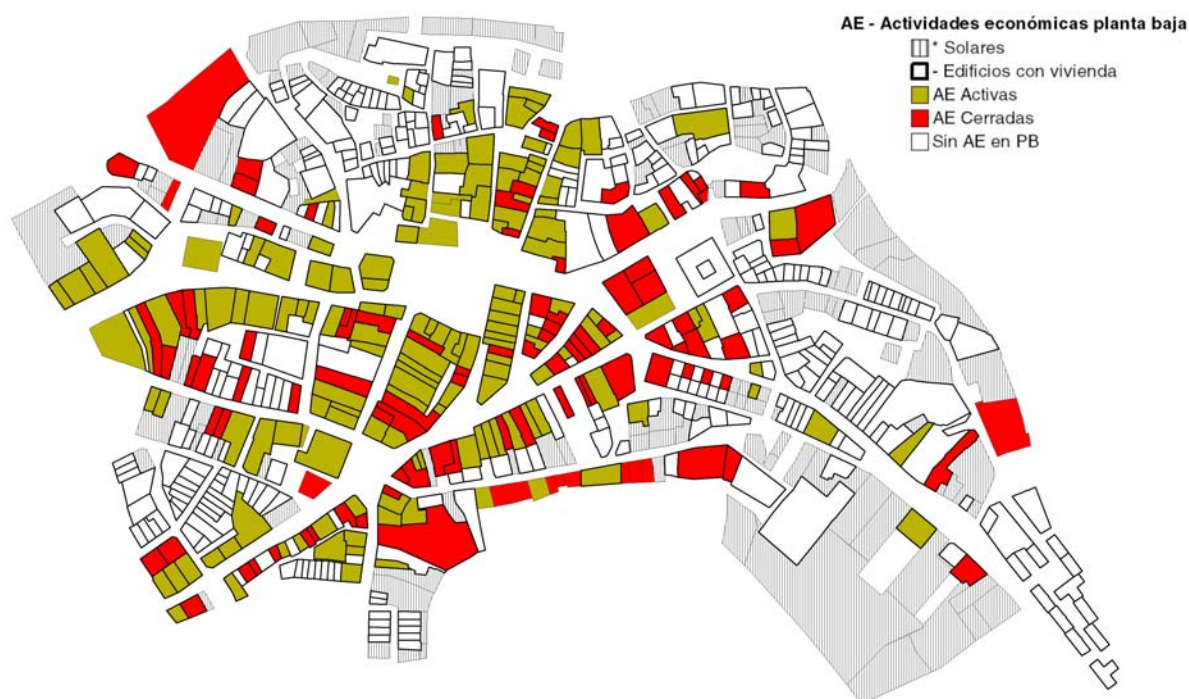 AE - Actividades económicas planta baja
* Solares
- Edificios con vivienda
AE Activas
AE Cerradas
Sin AE en PB